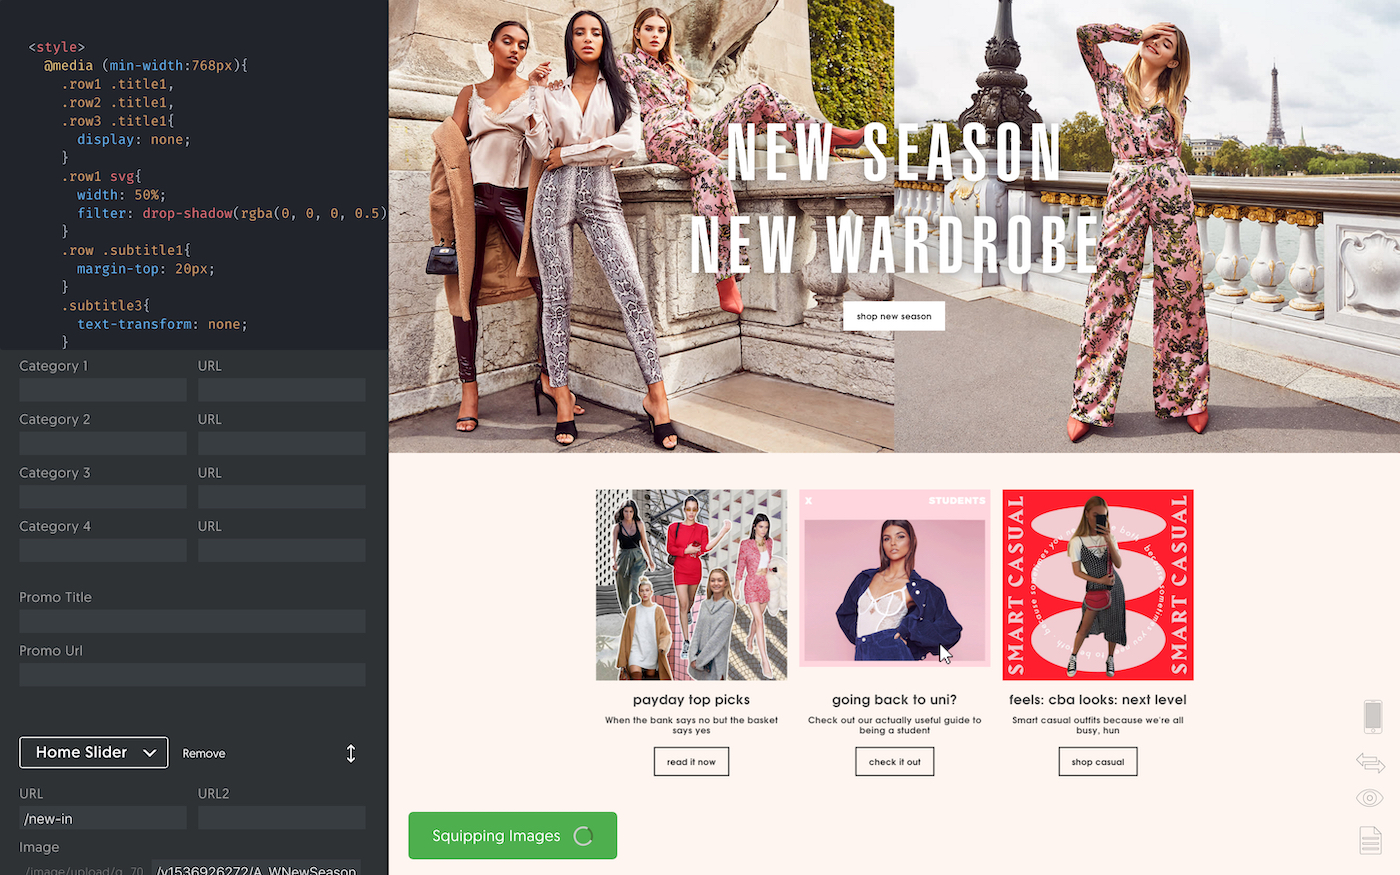 <style>
@media (min-width:768px){
.row1 .title1,
.row2 .title1,
.row3 .title1{
display: none;
}
.row1 svg{
width: 50%;
filter: drop-shadow(rgba(0, 0, 0, 0.5)
}
.row .subtitle1{
margin-top: 20px;
}
.subtitle3{
text-transform: none;
}
Category 1 URL
Category 2 URL
Category 3 URL
Category 4 URL
Promo Title
Promo Url
Home Slider Remove
URL URL2
/new-in
Image
/image/upload/q_70 /v1536926272/A_WNewSeason
NEW SEASON
NEW WARDROBE
shop new season
X STUDENTS
SMART CASUAL
SMART CASUAL
payday top picks
When the bank says no but the basket
says yes
read it now
going back to uni?
Check out our actually useful guide to
being a student
check it out
feels: cba looks: next level
Smart casual outfits because we're all
busy, hun
shop casual
Squipping Images